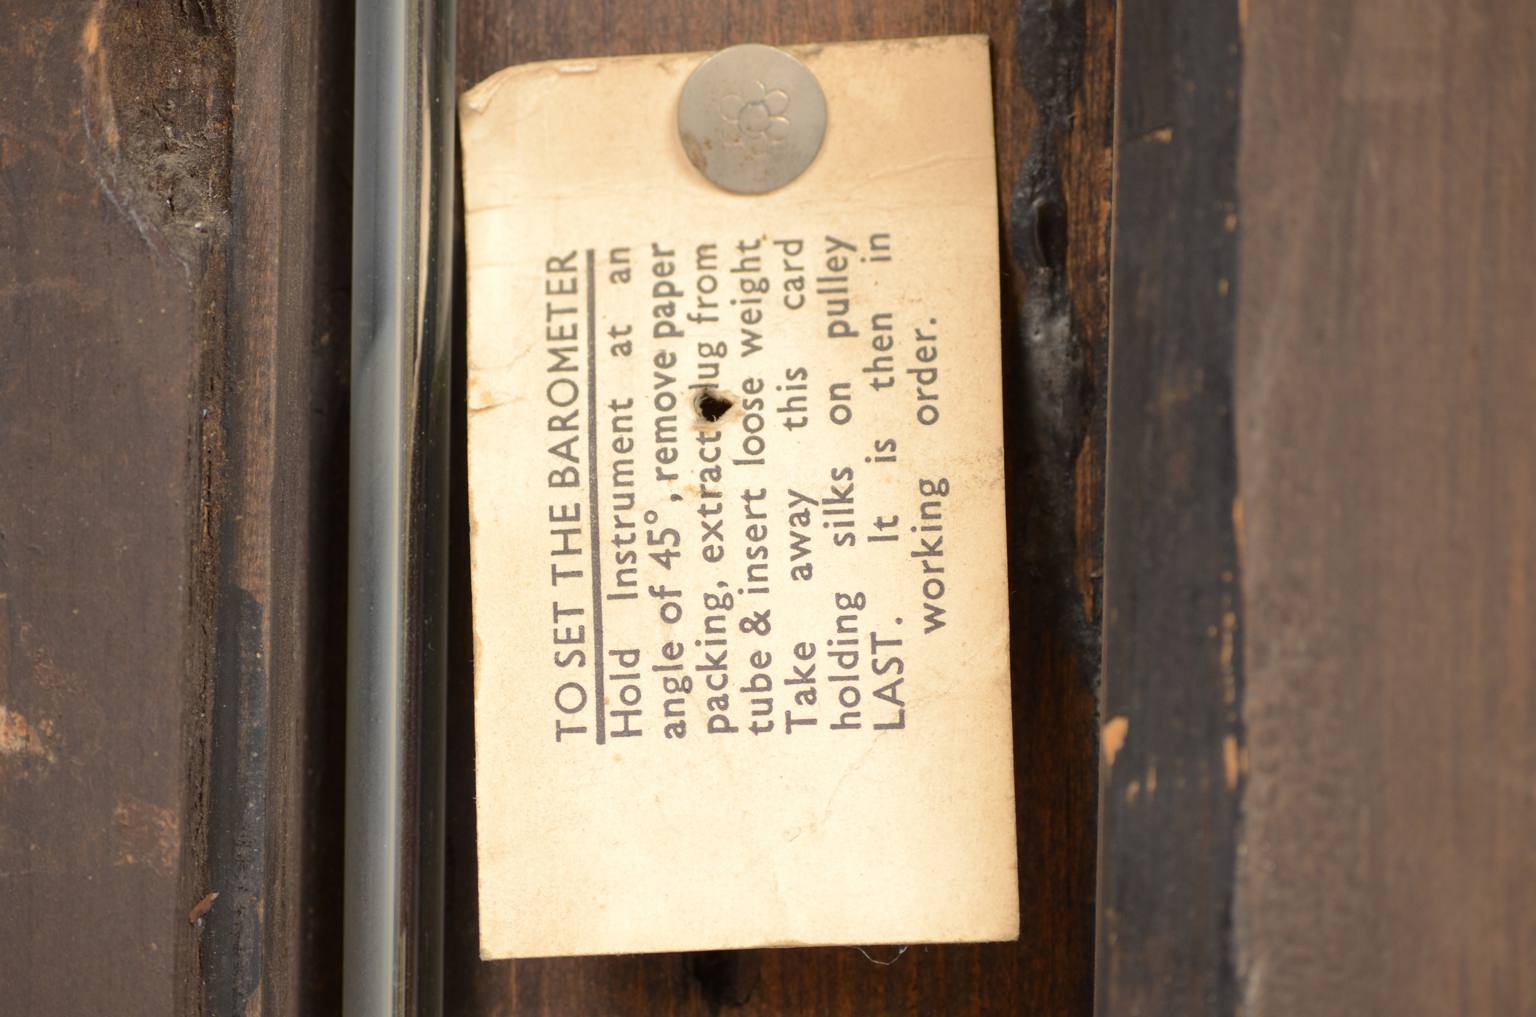 TO SET THE BAROMETER
Hold Instrument at an
angle of 45°, remove paper
packing, extract lug from
tube & insert loose weight.
Take away this card
holding silks on pulley
LAST. It is then in
working order.